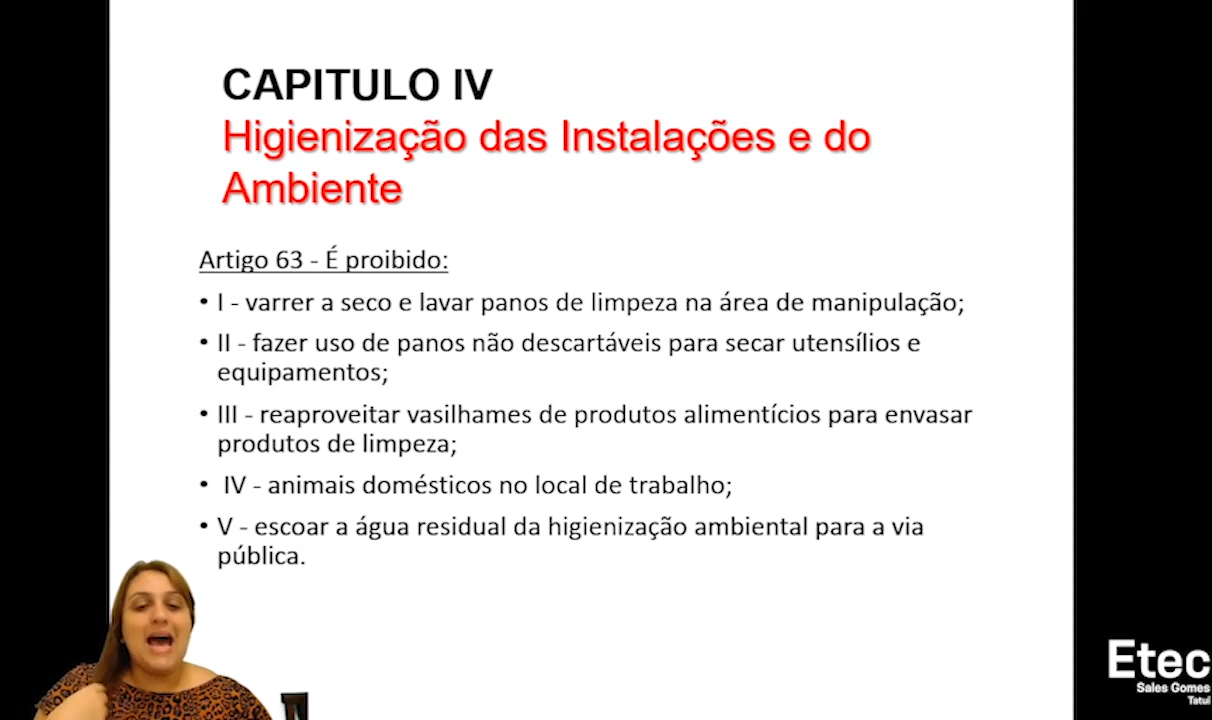 CAPITULO IV
Higienização das Instalações e do
Ambiente
Artigo 63 - É proibido:
• I - varrer a seco e lavar panos de limpeza na área de manipulação;
• II - fazer uso de panos não descartáveis para secar utensílios e
equipamentos;
• III - reaproveitar vasilhames de produtos alimentícios para envasar
produtos de limpeza;
• IV - animais domésticos no local de trabalho;
• V - escoar a água residual da higienização ambiental para a via
pública.
Etec
Sales Gomes
Tatuí